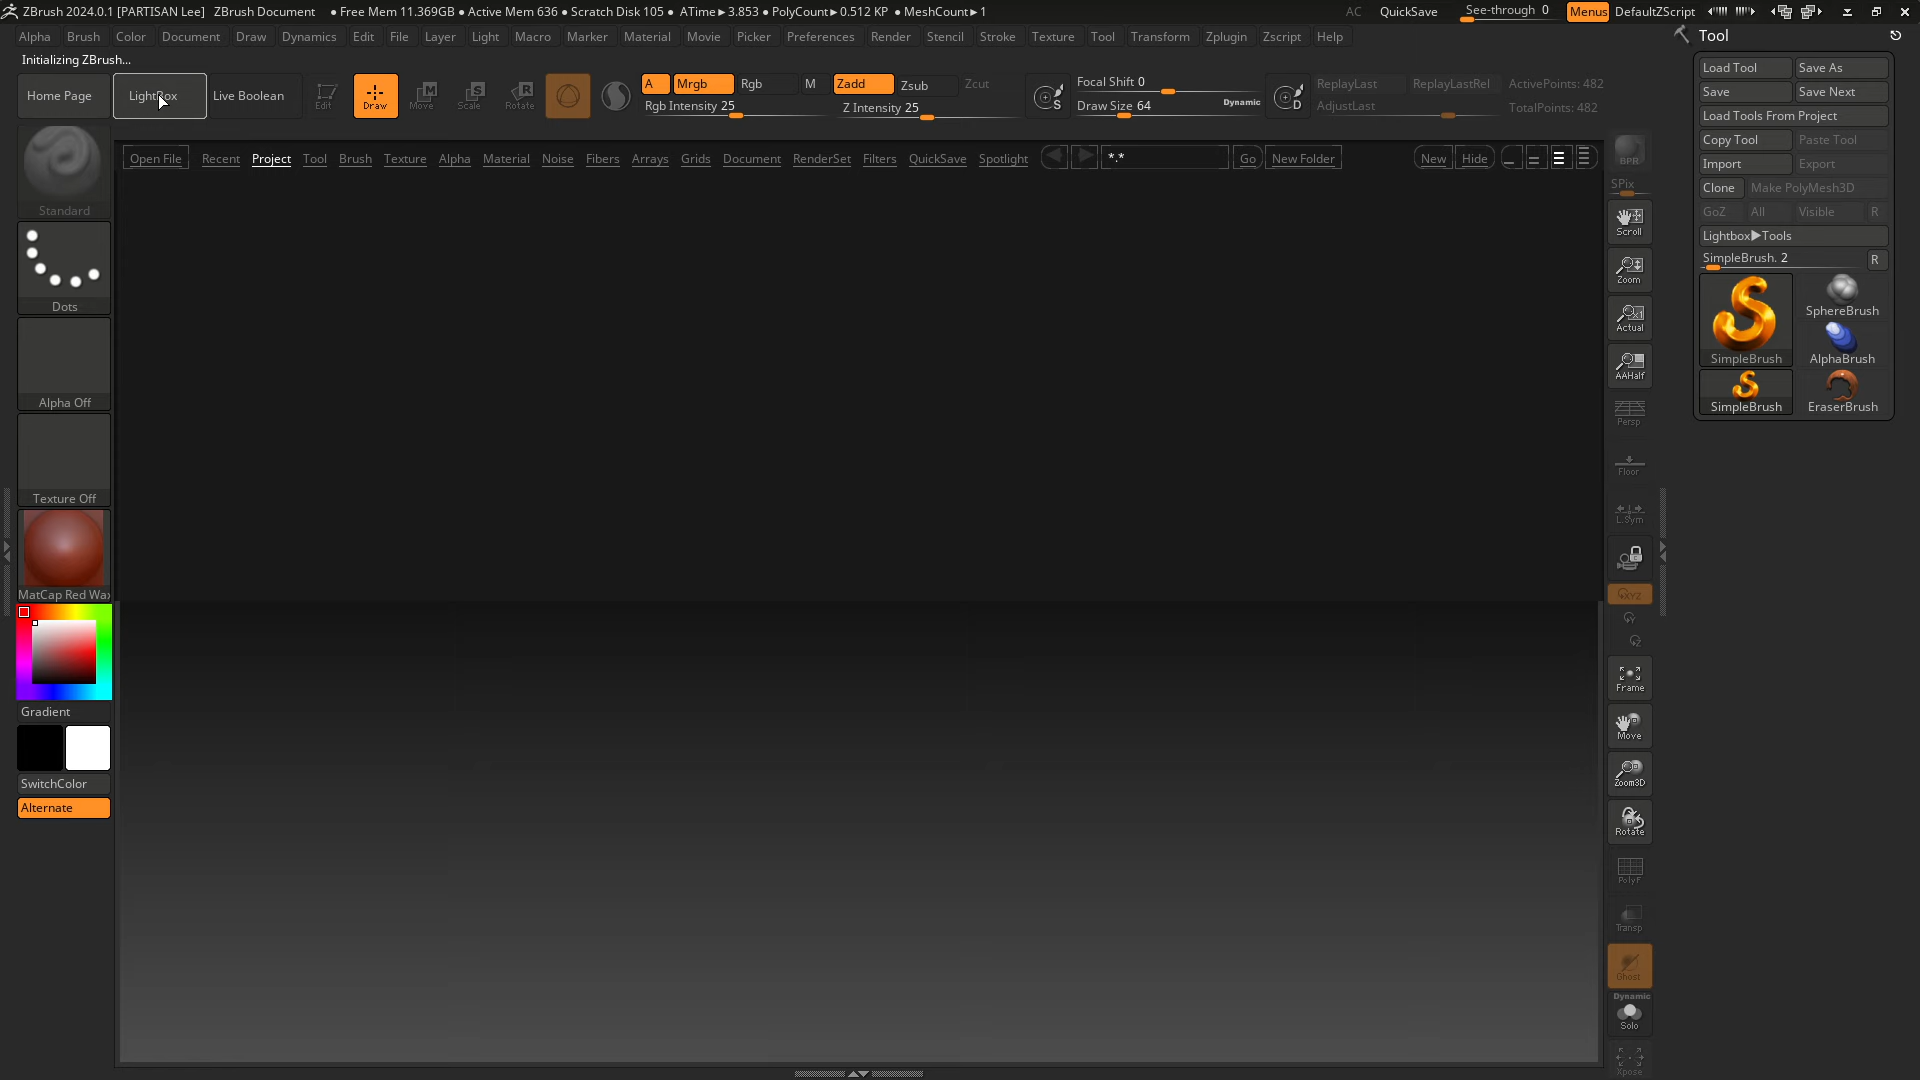 ZBrush 2024.0.1 [PARTISAN Lee] ZBrush Document ● Free Mem 11.369GB ● Active Mem 636 ● Scratch Disk 105 ● ATime►3.853 ● PolyCount►0.512 KP ● MeshCount►1 AC QuickSave See-through 0 Menus DefaultZScript
Alpha Brush Color Document Draw Dynamics Edit File Layer Light Macro Marker Material Movie Picker Preferences Render Stencil Stroke Texture Tool Transform Zplugin Zscript Help
Initializing ZBrush...
Home Page LightBox Live Boolean Edit Draw Move Scale Rotate
A Mrgb Rgb M Zadd Zsub Zcut
Rgb Intensity 25 Z Intensity 25
S Focal Shift 0
Draw Size 64 Dynamic
D ReplayLast ReplayLastRel ActivePoints: 482
AdjustLast TotalPoints: 482
Open File Recent Project Tool Brush Texture Alpha Material Noise Fibers Arrays Grids Document RenderSet Filters QuickSave Spotlight *.* Go New Folder New Hide
Standard
Dots
Alpha Off
Texture Off
MatCap Red Wax
Gradient
SwitchColor
Alternate
BPR
SPix
Scroll
Zoom
Actual
AAHalf
Persp
Floor
L.Sym
XYZ
Y
Z
Frame
Move
Zoom3D
Rotate
PolyF
Transp
Ghost
Dynamic
Solo
Xpose
Tool
Load Tool Save As
Save Save Next
Load Tools From Project
Copy Tool Paste Tool
Import Export
Clone Make PolyMesh3D
GoZ All Visible R
Lightbox►Tools
SimpleBrush. 2 R
SimpleBrush SphereBrush
AlphaBrush
SimpleBrush EraserBrush